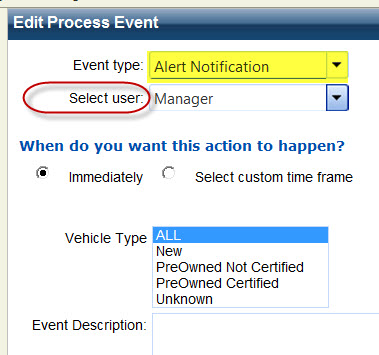 Edit Process Event
Event type: Alert Notification
Select user: Manager
When do you want this action to happen?
Immediately Select custom time frame
Vehicle Type ALL
New
PreOwned Not Certified
PreOwned Certified
Unknown
Event Description: